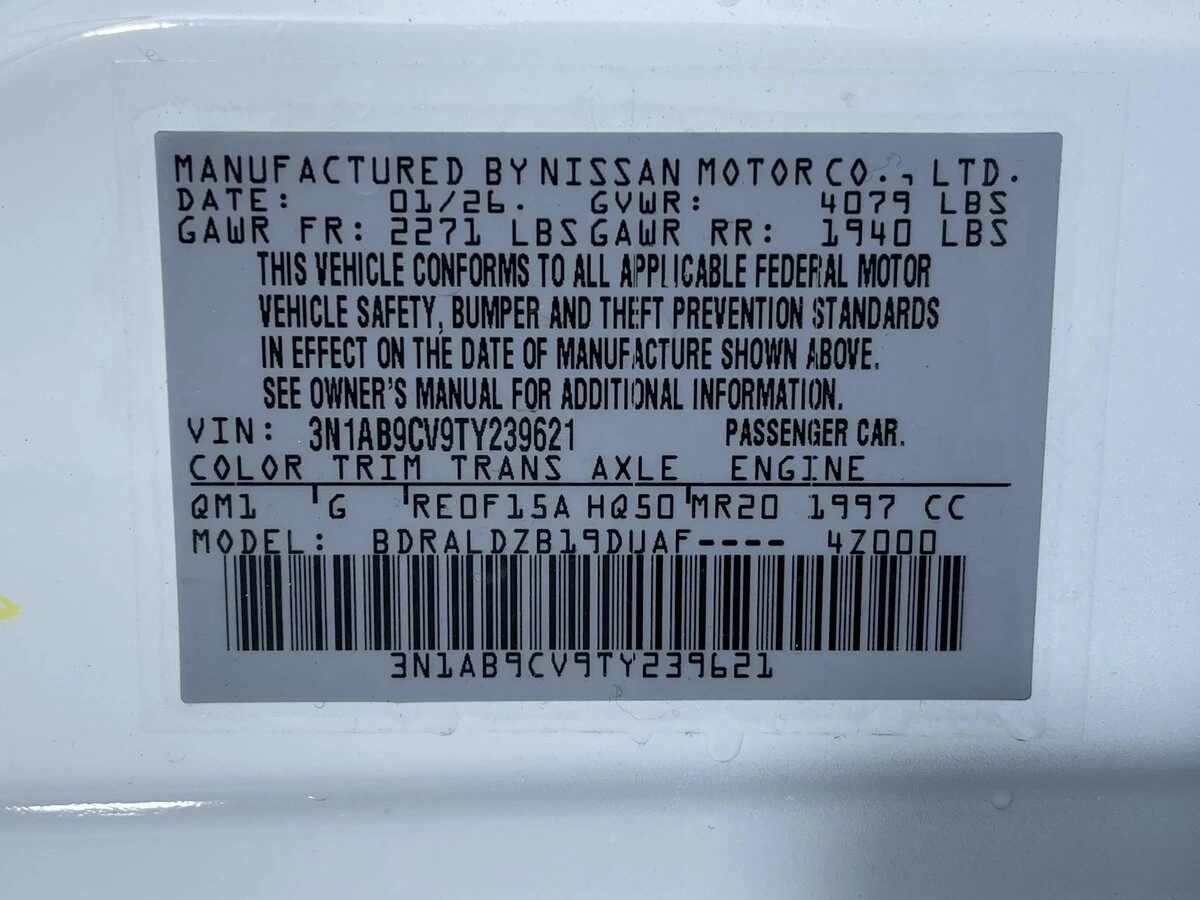 MANUFACTURED BY NISSAN MOTOR CO., LTD.
DATE: 01/26. GVWR: 4079 LBS
GAWR FR: 2271 LBS GAWR RR: 1940 LBS
THIS VEHICLE CONFORMS TO ALL APPLICABLE FEDERAL MOTOR
VEHICLE SAFETY, BUMPER AND THEFT PREVENTION STANDARDS
IN EFFECT ON THE DATE OF MANUFACTURE SHOWN ABOVE.
SEE OWNER'S MANUAL FOR ADDITIONAL INFORMATION.
VIN: 3N1AB9CV9TY239621 PASSENGER CAR.
COLOR TRIM TRANS AXLE ENGINE
QM1 G RE0F15A HQ50 MR20 1997 CC
MODEL: BDRALDZB19DUAF---- 4Z000
3N1AB9CV9TY239621